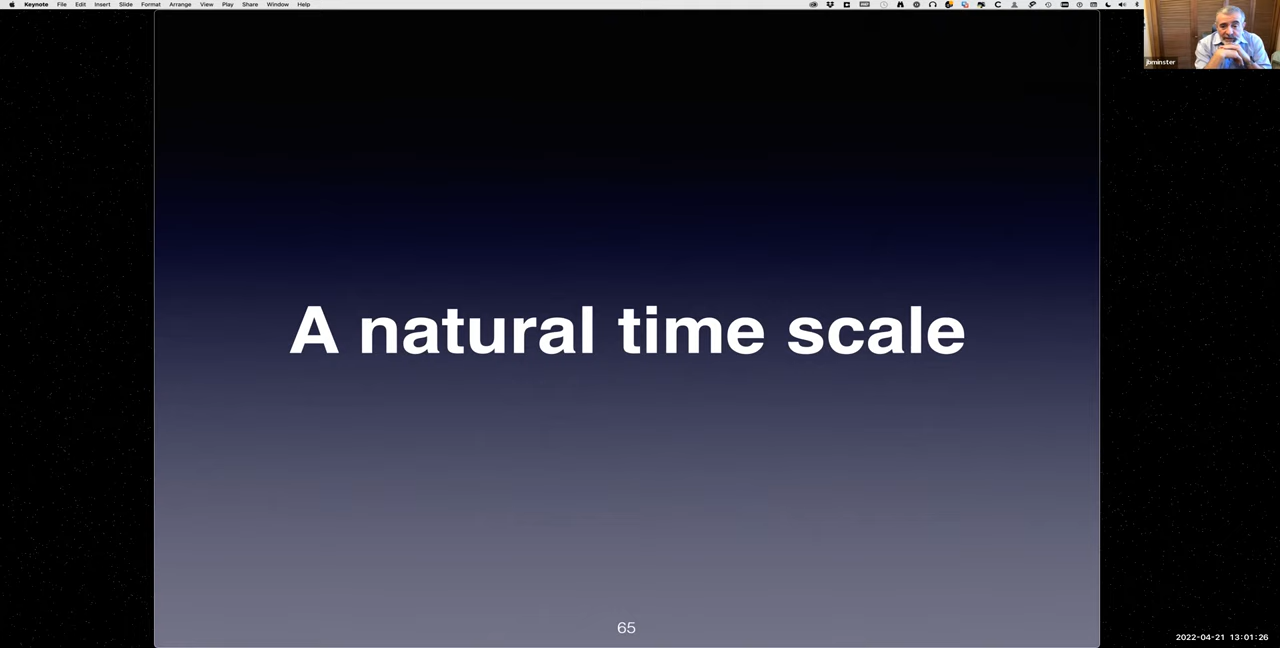 Keynote File Edit Insert Slide Format Arrange View Play Share Window Help
jbminster
A natural time scale
65
2022-04-21 13:01:26